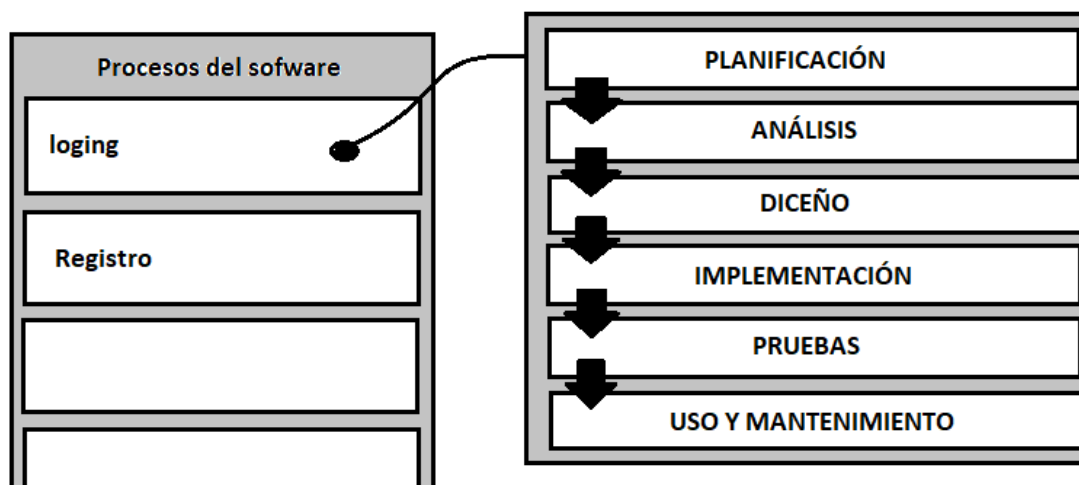 Procesos del sofware
loging
Registro
PLANIFICACIÓN
ANÁLISIS
DICEÑO
IMPLEMENTACIÓN
PRUEBAS
USO Y MANTENIMIENTO